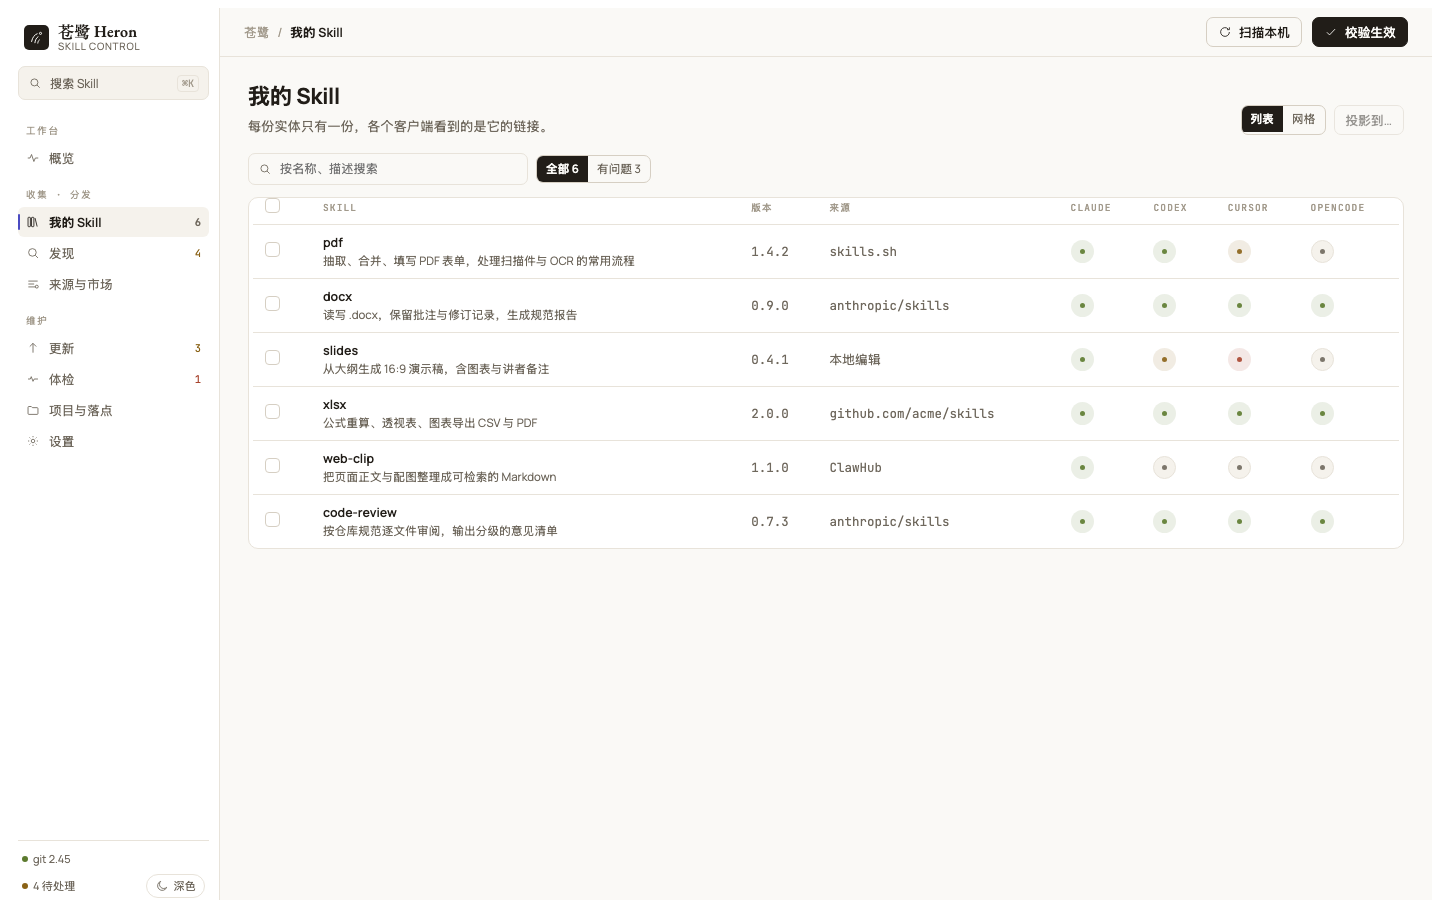 苍鹭 Heron
SKILL CONTROL
搜索 Skill ⌘K
工作台
概览
收集 · 分发
我的 Skill 6
发现 4
来源与市场
维护
更新 3
体检 1
项目与落点
设置
git 2.45
4 待处理
深色
苍鹭 / 我的 Skill
扫描本机
校验生效
我的 Skill
每份实体只有一份，各个客户端看到的是它的链接。
列表 网格
投影到…
按名称、描述搜索
全部 6 有问题 3
SKILL 版本 来源 CLAUDE CODEX CURSOR OPENCODE
pdf
抽取、合并、填写 PDF 表单，处理扫描件与 OCR 的常用流程
1.4.2 skills.sh
docx
读写 .docx，保留批注与修订记录，生成规范报告
0.9.0 anthropic/skills
slides
从大纲生成 16:9 演示稿，含图表与讲者备注
0.4.1 本地编辑
xlsx
公式重算、透视表、图表导出 CSV 与 PDF
2.0.0 github.com/acme/skills
web-clip
把页面正文与配图整理成可检索的 Markdown
1.1.0 ClawHub
code-review
按仓库规范逐文件审阅，输出分级的意见清单
0.7.3 anthropic/skills